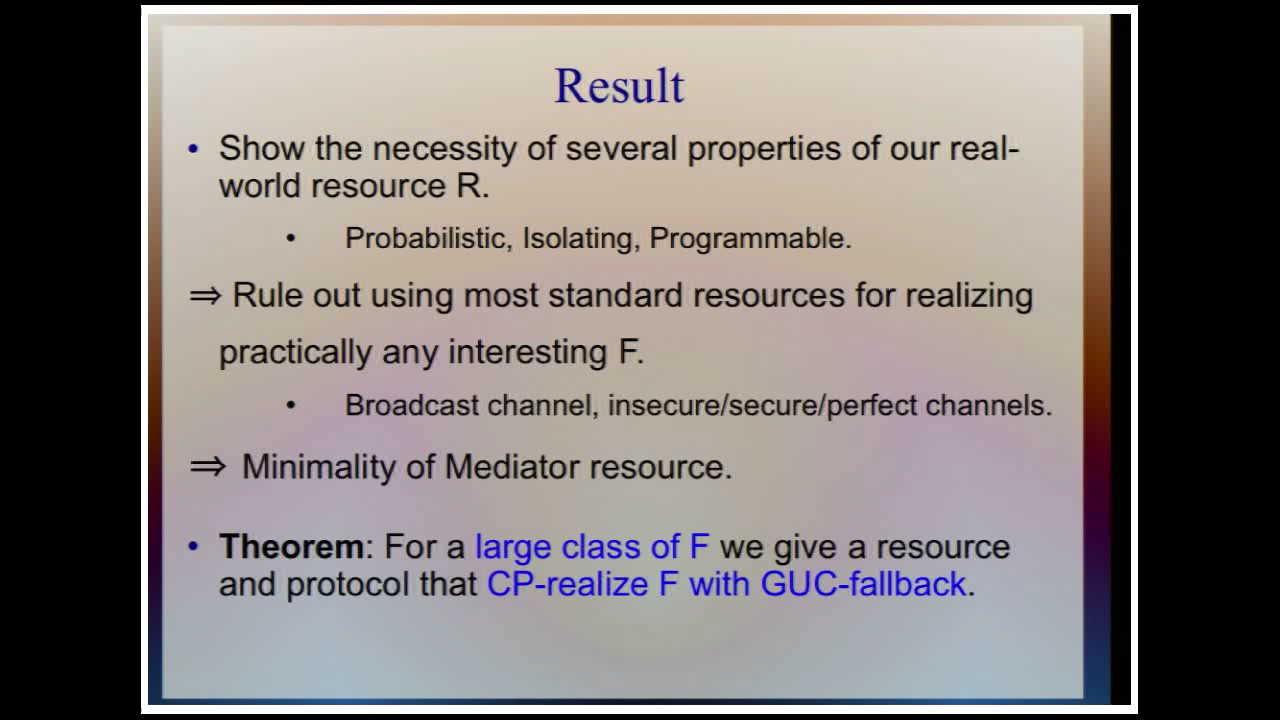 Result
• Show the necessity of several properties of our real-
world resource R.
• Probabilistic, Isolating, Programmable.
⇒ Rule out using most standard resources for realizing
practically any interesting F.
• Broadcast channel, insecure/secure/perfect channels.
⇒ Minimality of Mediator resource.
• Theorem: For a large class of F we give a resource
and protocol that CP-realize F with GUC-fallback.